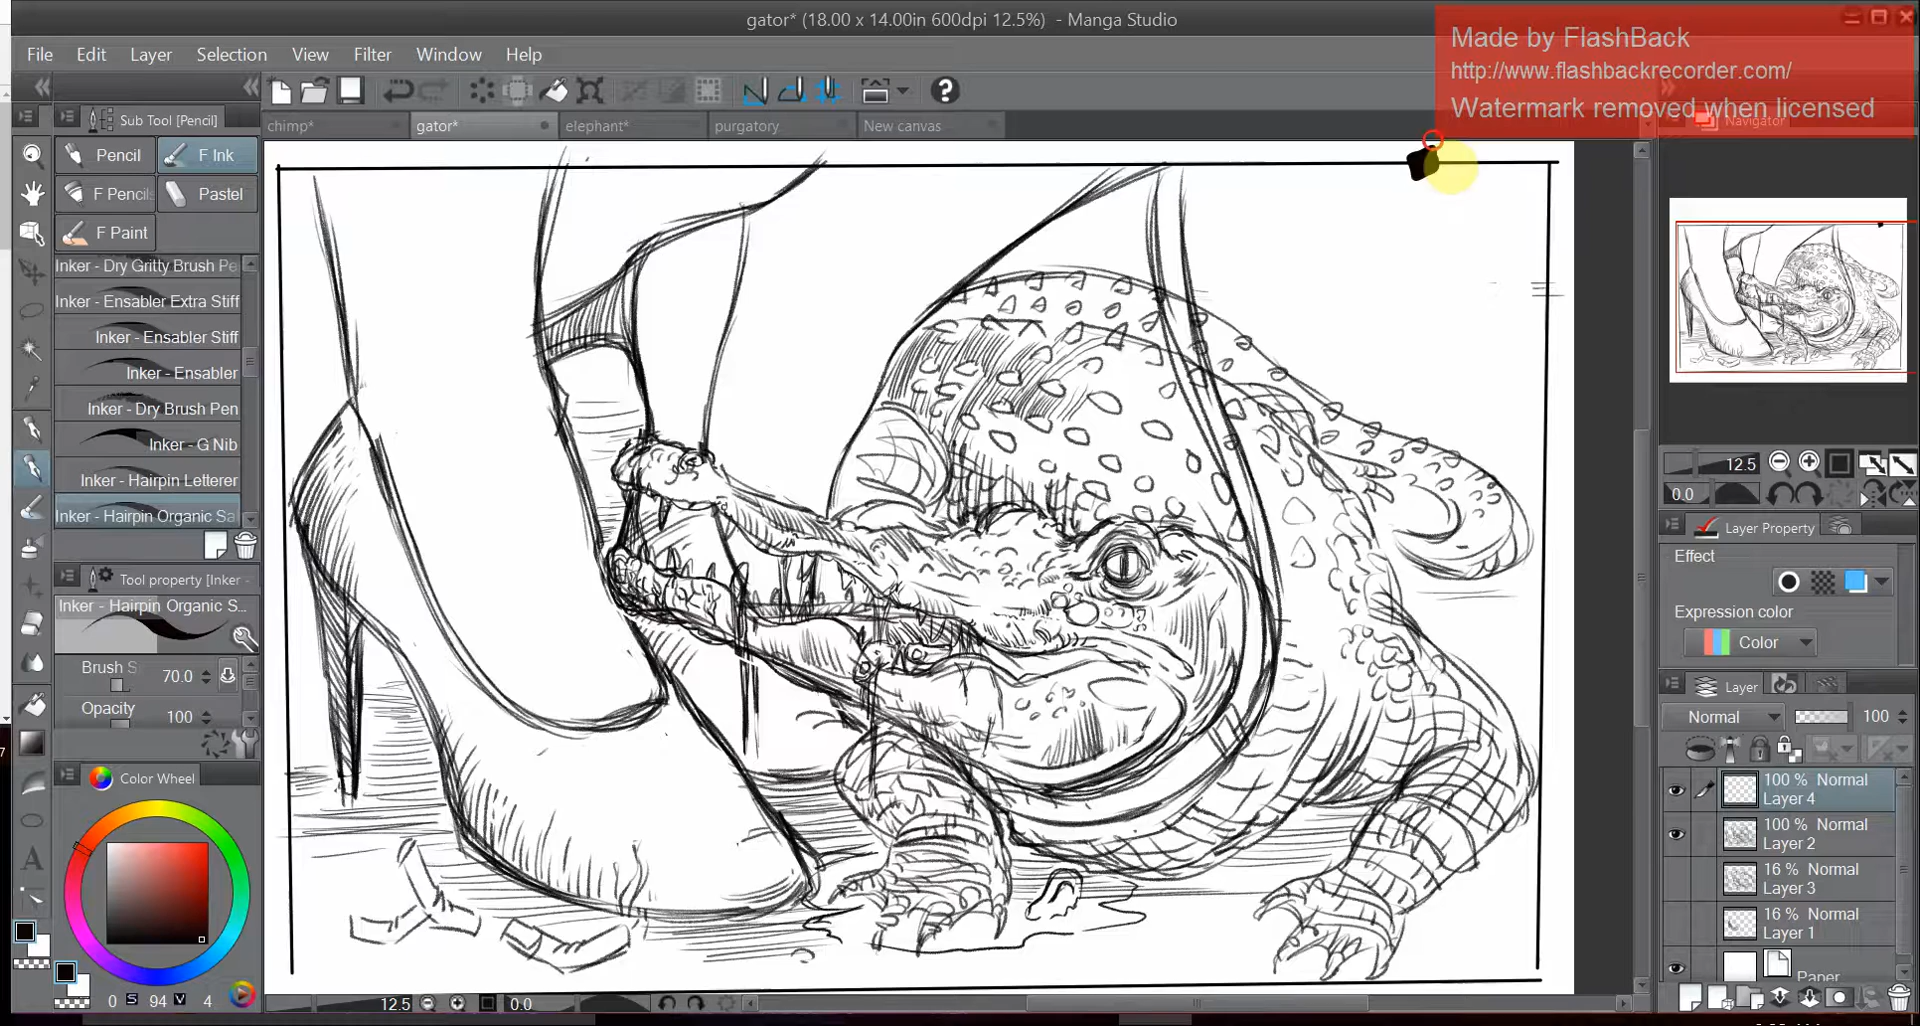 gator* (18.00 x 14.00in 600dpi 12.5%) - Manga Studio
Made by FlashBack
http://www.flashbackrecorder.com/
Watermark removed when licensed
File Edit Layer Selection View Filter Window Help
Sub Tool [Pencil]
chimp* gator* elephant* purgatory New canvas
Navigator
Pencil F Ink
F Pencils Pastel
F Paint
Inker - Dry Gritty Brush Pe
Inker - Ensabler Extra Stiff
Inker - Ensabler Stiff
Inker - Ensabler
Inker - Dry Brush Pen
Inker - G Nib
Inker - Hairpin Letterer
Inker - Hairpin Organic Sa
12.5
0.0
Layer Property
Effect
Expression color
Color
Tool property [Inker -
Inker - Hairpin Organic S...
Brush S 70.0
Opacity 100
Color Wheel
0 S 94 V 4
Layer
Normal 100
100 % Normal
Layer 4
100 % Normal
Layer 2
16 % Normal
Layer 3
16 % Normal
Layer 1
Paper
12.5 0.0